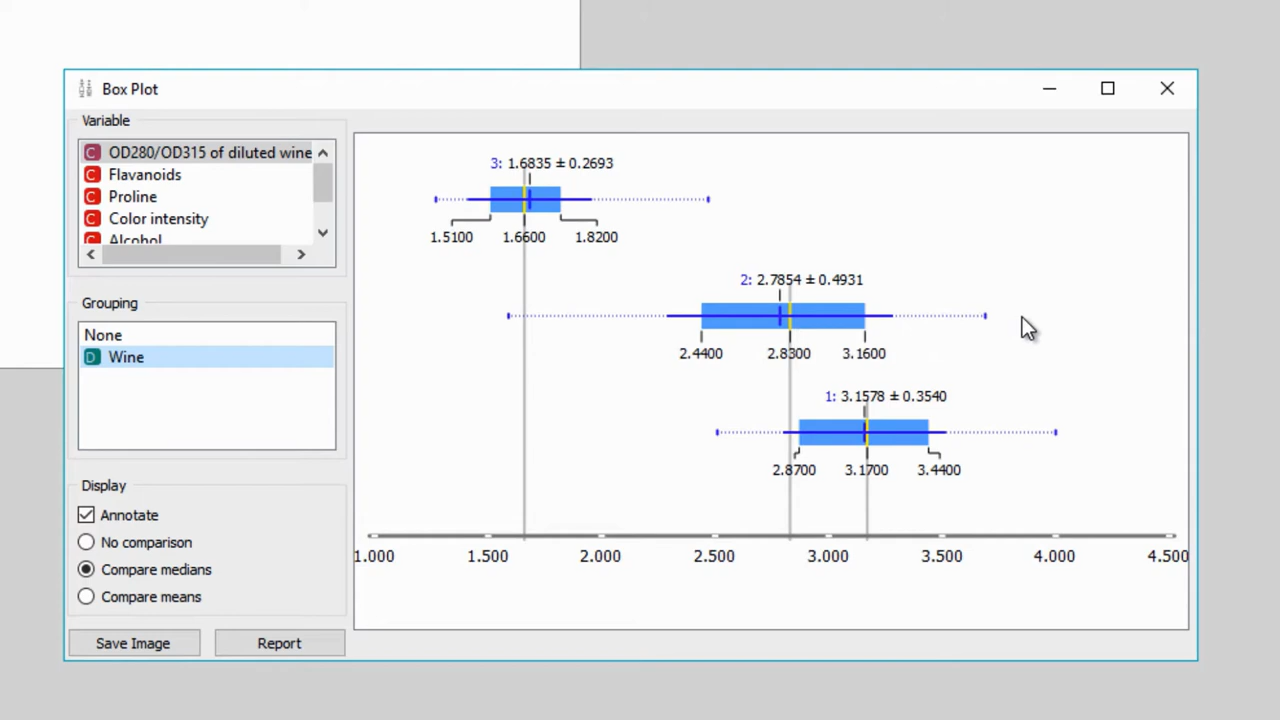 Box Plot
Variable
C OD280/OD315 of diluted wine
C Flavanoids
C Proline
C Color intensity
C Alcohol
Grouping
None
D Wine
Display
Annotate
No comparison
Compare medians
Compare means
Save Image
Report
3: 1.6835 ± 0.2693
1.5100 1.6600 1.8200
2: 2.7854 ± 0.4931
2.4400 2.8300 3.1600
1: 3.1578 ± 0.3540
2.8700 3.1700 3.4400
1.000 1.500 2.000 2.500 3.000 3.500 4.000 4.500